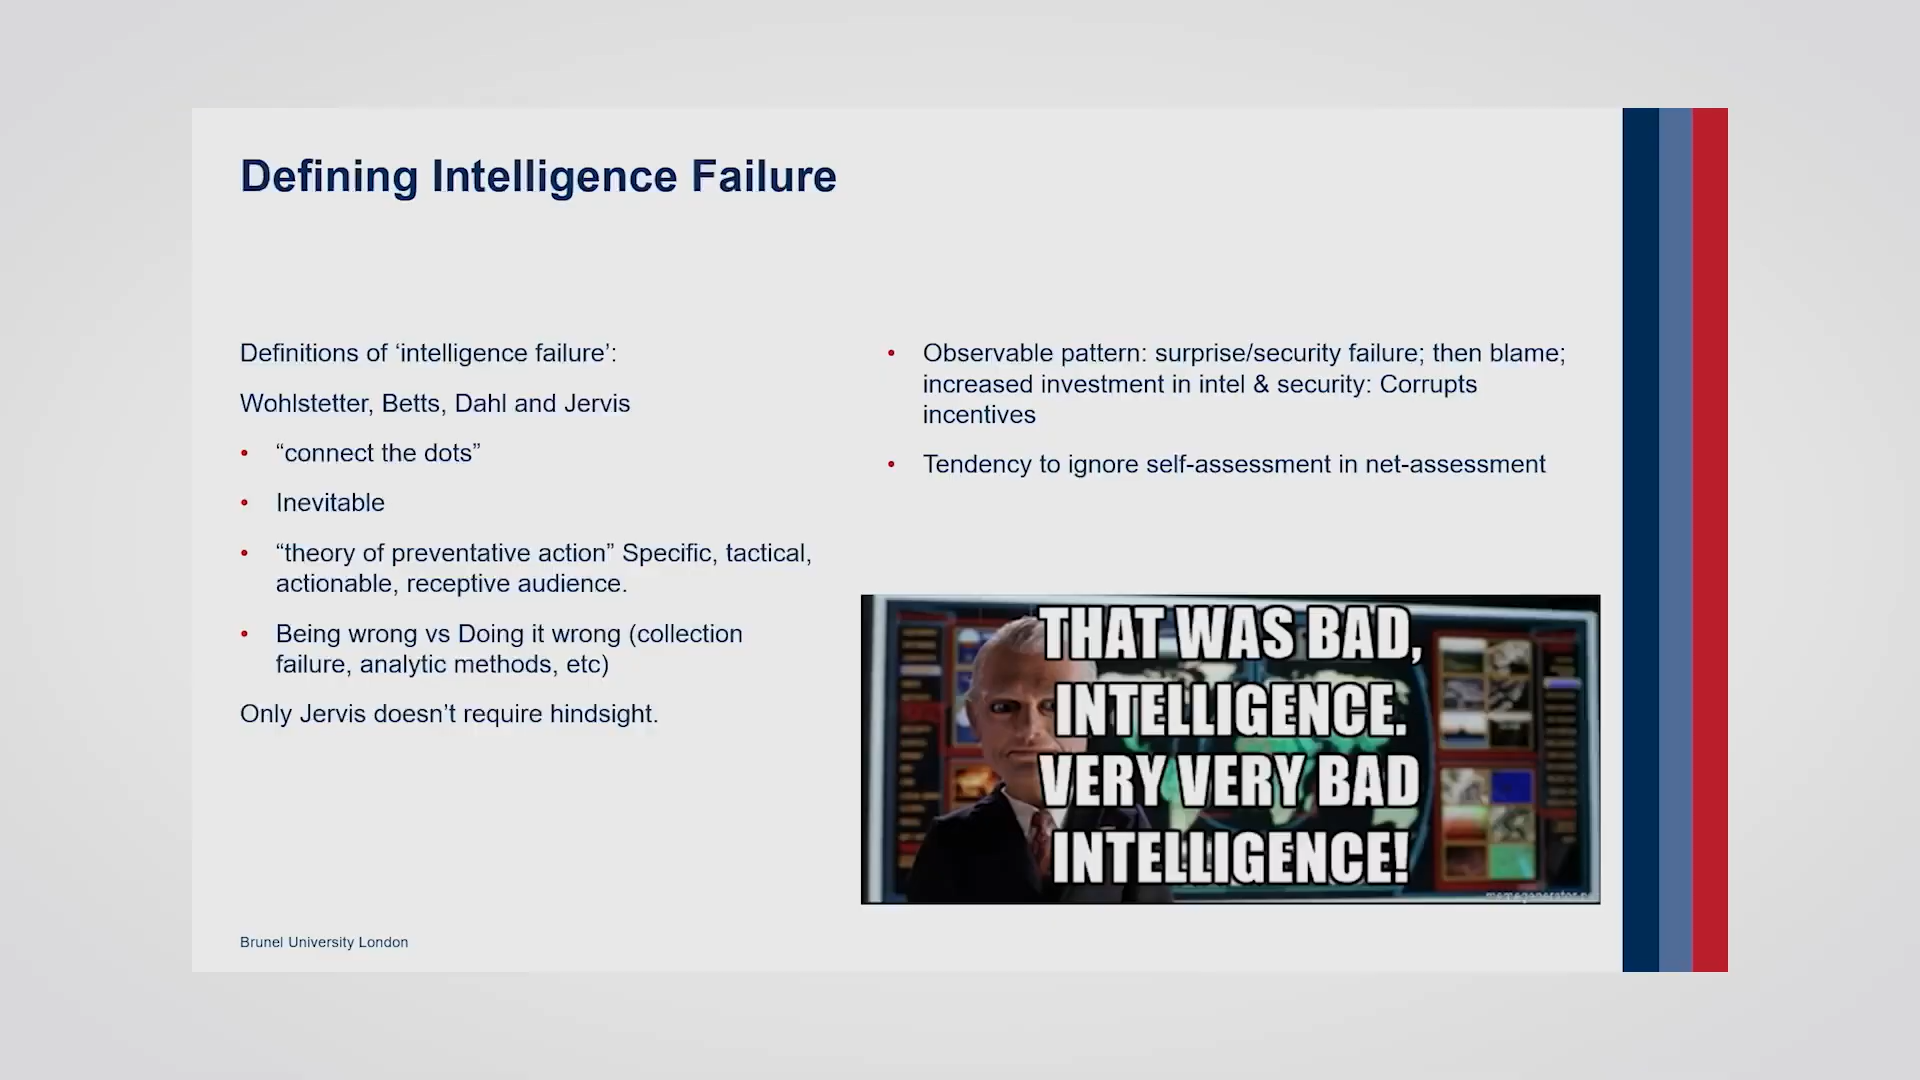 Defining Intelligence Failure
Definitions of ‘intelligence failure’:
Wohlstetter, Betts, Dahl and Jervis
• “connect the dots”
• Inevitable
• “theory of preventative action” Specific, tactical,
actionable, receptive audience.
• Being wrong vs Doing it wrong (collection
failure, analytic methods, etc)
Only Jervis doesn’t require hindsight.
• Observable pattern: surprise/security failure; then blame;
increased investment in intel & security: Corrupts
incentives
• Tendency to ignore self-assessment in net-assessment
THAT WAS BAD,
INTELLIGENCE.
VERY VERY BAD
INTELLIGENCE!
Brunel University London